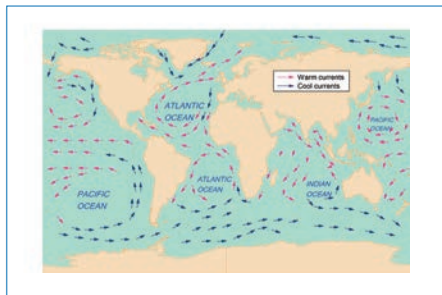 Warm currents
Cool currents
ATLANTIC
OCEAN
PACIFIC
OCEAN
PACIFIC
OCEAN
ATLANTIC
OCEAN
INDIAN
OCEAN